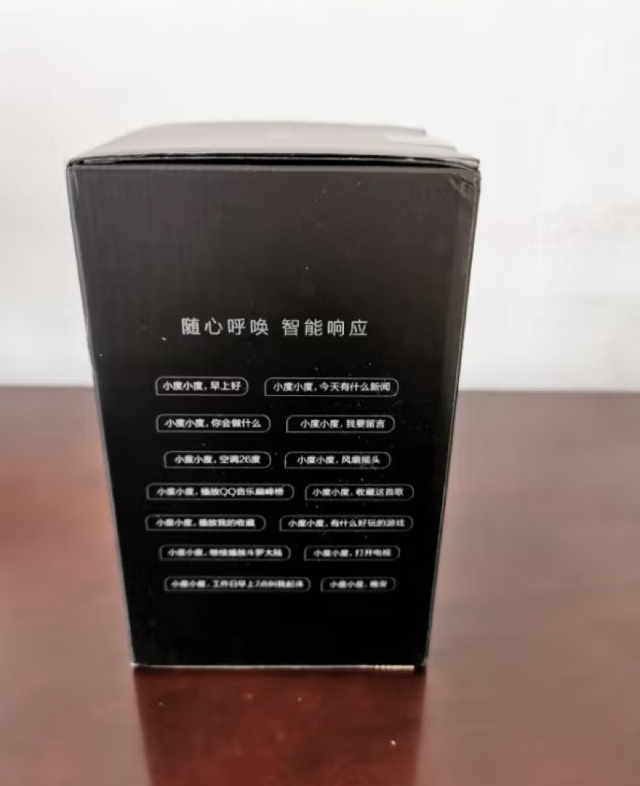 随心呼唤 智能响应
小度小度，早上好 小度小度，今天有什么新闻
小度小度，你会做什么 小度小度，我要留言
小度小度，空调26度 小度小度，风扇摇头
小度小度，播放QQ音乐巅峰榜 小度小度，收藏这首歌
小度小度，播放我的收藏 小度小度，有什么好玩的游戏
小度小度，继续播放斗罗大陆 小度小度，打开电视
小度小度，工作日早上7点叫我起床 小度小度，晚安